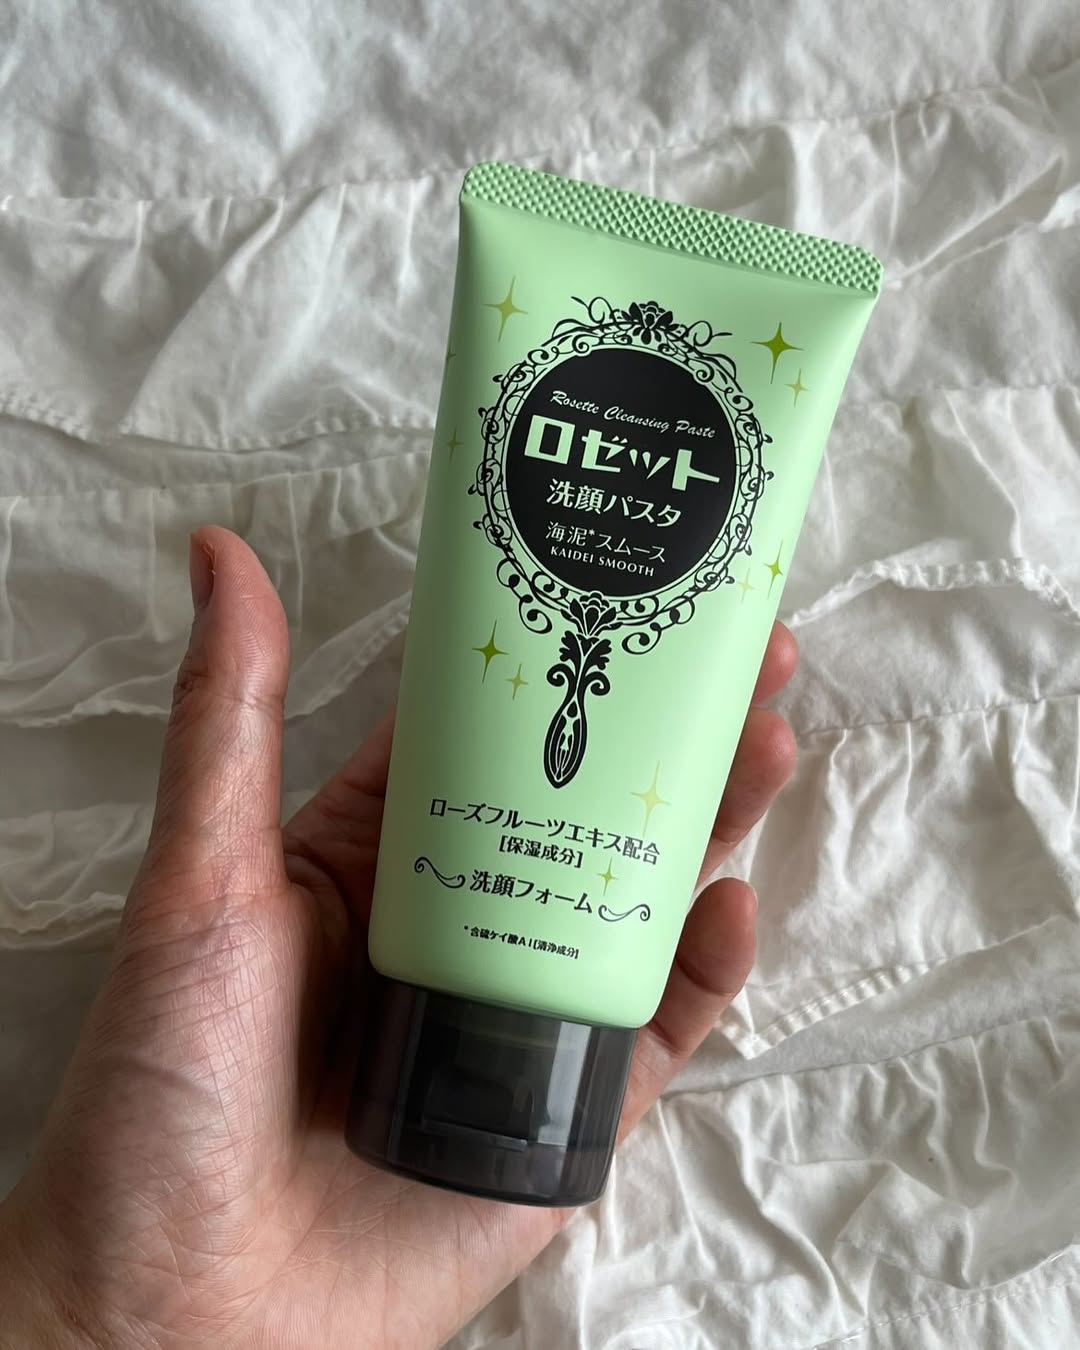 Rosette Cleansing Paste
ロゼット
洗顔パスタ
海泥*スムース
KAIDEI SMOOTH
ローズフルーツエキス配合
[保湿成分]
洗顔フォーム
*含硫ケイ酸Al[清浄成分]